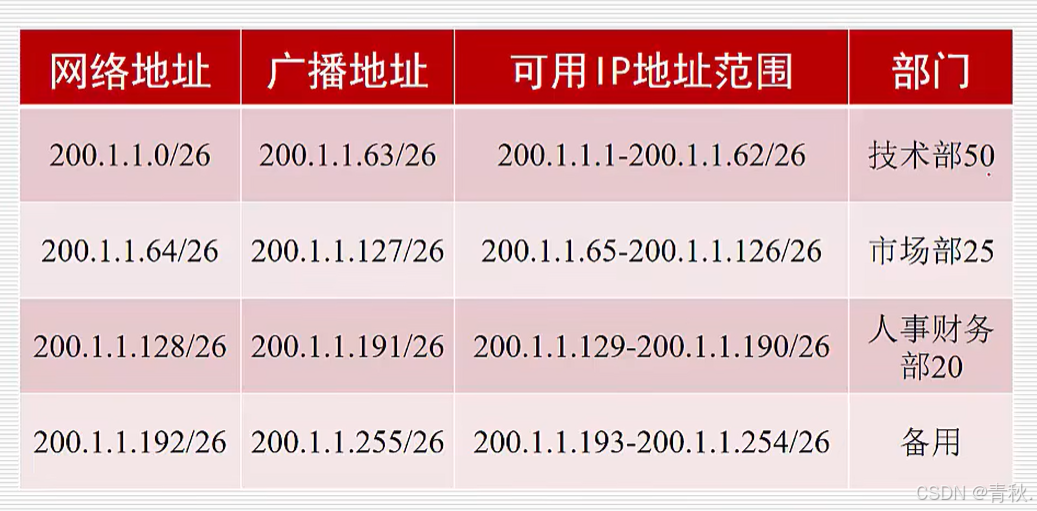 网络地址 广播地址 可用IP地址范围 部门
200.1.1.0/26 200.1.1.63/26 200.1.1.1-200.1.1.62/26 技术部50
200.1.1.64/26 200.1.1.127/26 200.1.1.65-200.1.1.126/26 市场部25
200.1.1.128/26 200.1.1.191/26 200.1.1.129-200.1.1.190/26 人事财务
部20
200.1.1.192/26 200.1.1.255/26 200.1.1.193-200.1.1.254/26 备用
CSDN @青秋.